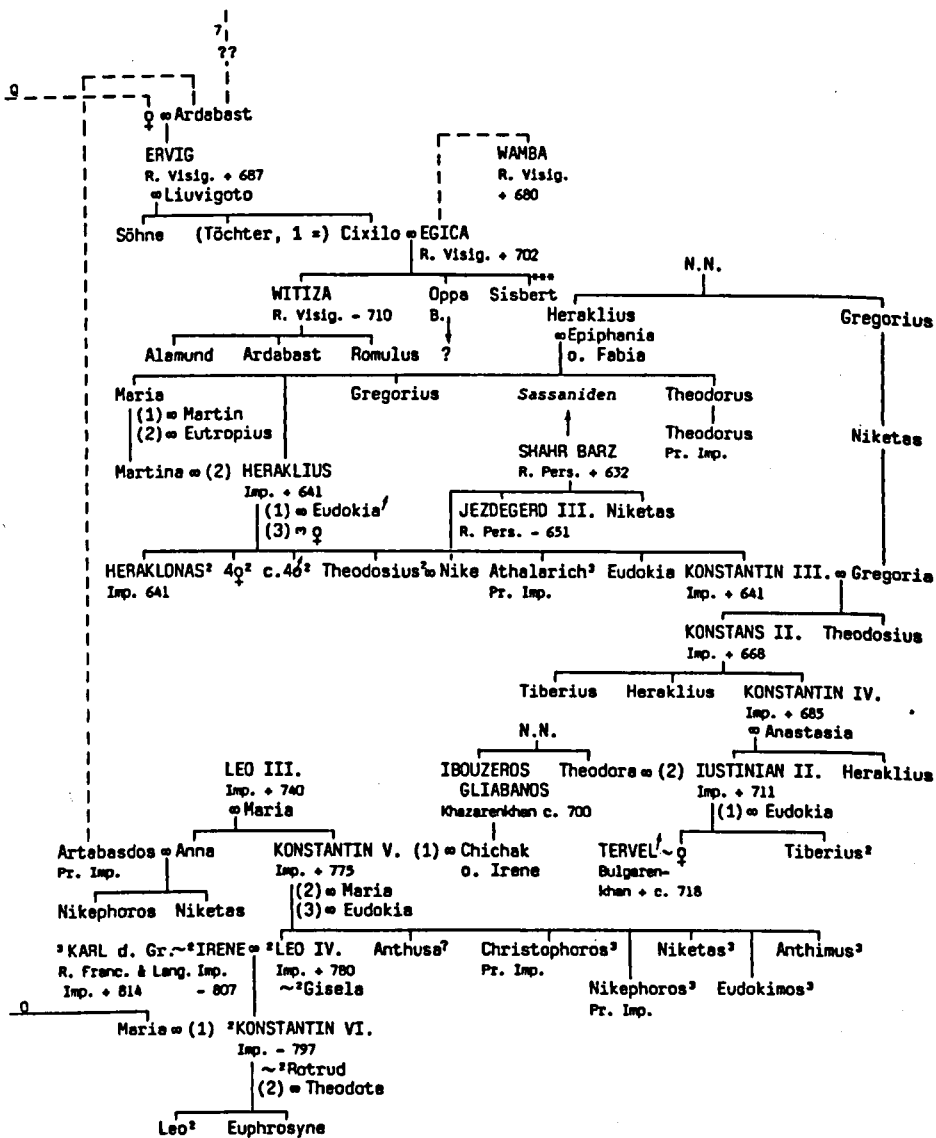 7
??
9
♀ ∞ Ardabast
ERVIG
WAMBA
R. Visig. + 687
R. Visig.
∞ Liuvigoto
+ 680
Söhne (Töchter, 1 =) Cixilo ∞ EGICA
R. Visig. + 702
N.N.
WITIZA Oppa Sisbert
R. Visig. - 710 B. Heraklius Gregorius
∞ Epiphania
Alamund Ardabast Romulus ? o. Fabia
Maria Gregorius Sassaniden Theodorus
(1) ∞ Martin
(2) ∞ Eutropius Theodorus Niketas
SHAHR BARZ Pr. Imp.
Martina ∞ (2) HERAKLIUS R. Pers. + 632
Imp. + 641
(1) ∞ Eudokia JEZDEGERD III. Niketas
(3) ∞ ♀ R. Pers. - 651
HERAKLONAS² 4♀² c.4♂² Theodosius² ∞ Nike Athalarich³ Eudokia KONSTANTIN III. ∞ Gregoria
Imp. 641 Pr. Imp. Imp. + 641
KONSTANS II. Theodosius
Imp. + 668
Tiberius Heraklius KONSTANTIN IV.
Imp. + 685
N.N. ∞ Anastasia
LEO III. IBOUZEROS Theodora ∞ (2) IUSTINIAN II. Heraklius
Imp. + 740 GLIABANOS Imp. + 711
∞ Maria Khazarenkhan c. 700 (1) ∞ Eudokia
Artabasdos ∞ Anna KONSTANTIN V. (1) ∞ Chichak TERVEL ~ ♀ Tiberius²
Pr. Imp. Imp. + 775 o. Irene Bulgaren-
(2) ∞ Maria khan + c. 718
Nikephoros Niketas (3) ∞ Eudokia
³KARL d. Gr. ~ ²IRENE ∞ ²LEO IV. Anthusa⁷ Christophoros³ Niketas³ Anthimus³
R. Franc. & Lang. Imp. Imp. + 780 Pr. Imp.
Imp. + 814 - 807 ~ ²Gisela Nikephoros³ Eudokimos³
Pr. Imp.
9
Maria ∞ (1) ²KONSTANTIN VI.
Imp. - 797
~ ²Rotrud
(2) ∞ Theodote
Leo² Euphrosyne